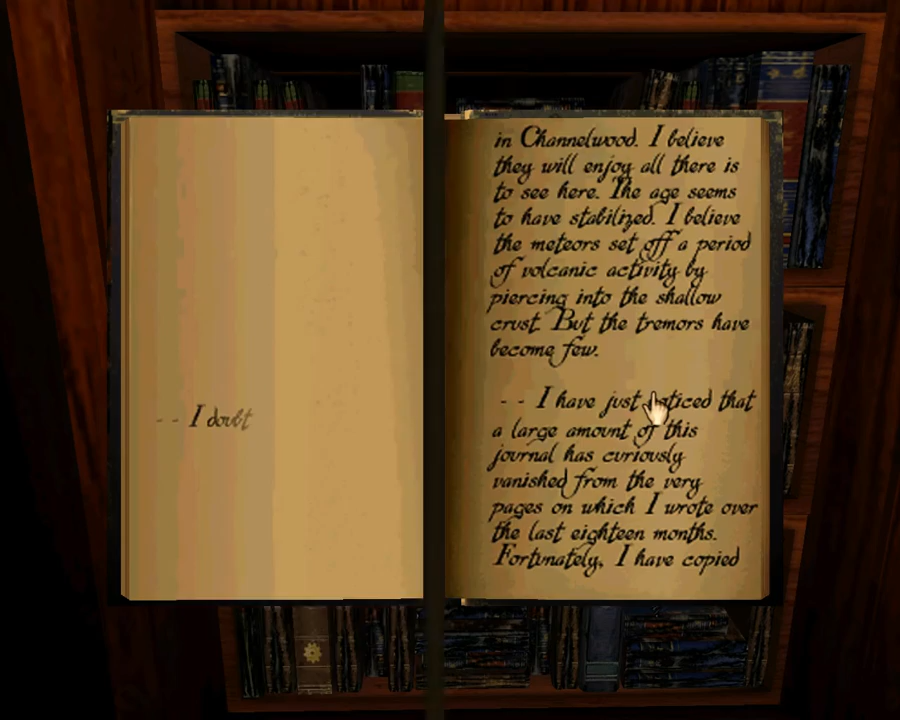 -- I doubt
in Channelwood. I believe
they will enjoy all there is
to see here. The age seems
to have stabilized. I believe
the meteors set off a period
of volcanic activity by
piercing into the shallow
crust. But the tremors have
become few.
-- I have just noticed that
a large amount of this
journal has curiously
vanished from the very
pages on which I wrote over
the last eighteen months.
Fortunately, I have copied